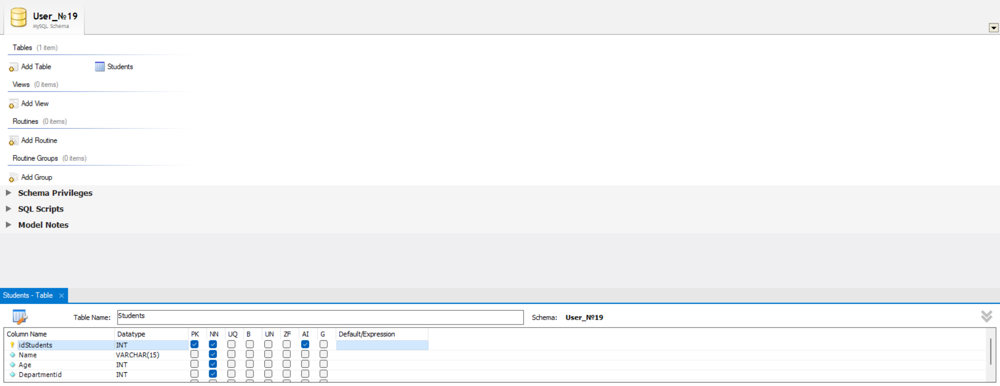 User_№19
MySQL Schema
Tables (1 item)
Add Table Students
Views (0 items)
Add View
Routines (0 items)
Add Routine
Routine Groups (0 items)
Add Group
Schema Privileges
SQL Scripts
Model Notes
Students - Table
Table Name: Students Schema: User_№19
Column Name Datatype PK NN UQ B UN ZF AI G Default/Expression
idStudents INT
Name VARCHAR(15)
Age INT
Departmentid INT